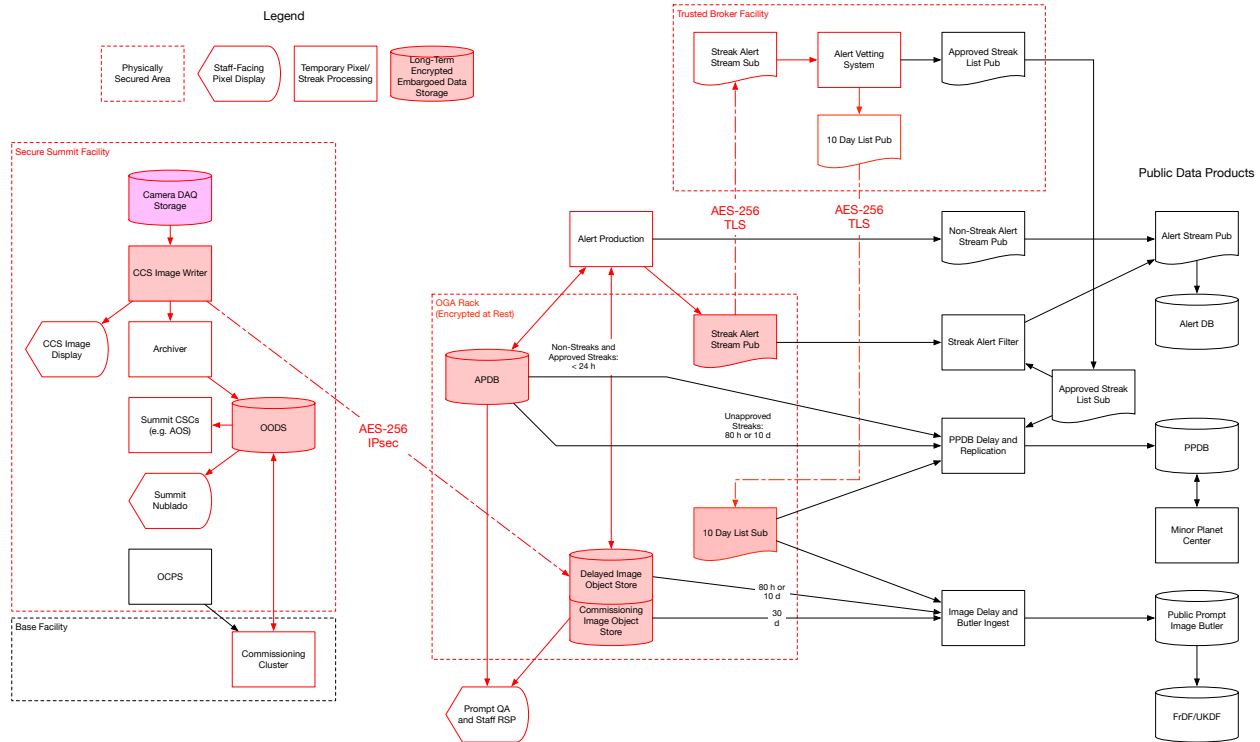 Legend
Physically
Secured Area
Staff-Facing
Pixel Display
Temporary Pixel/
Streak Processing
Long-Term
Encrypted
Embargoed Data
Storage
Trusted Broker Facility
Streak Alert
Stream Sub
Alert Vetting
System
Approved Streak
List Pub
10 Day List Pub
Secure Summit Facility
Camera DAQ
Storage
CCS Image Writer
CCS Image
Display
Archiver
Summit CSCs
(e.g. AOS)
OODS
Summit
Nublado
OCPS
Base Facility
Commissioning
Cluster
AES-256
IPsec
AES-256
TLS
AES-256
TLS
Public Data Products
Alert Production
Non-Streak Alert
Stream Pub
Alert Stream Pub
OGA Rack
(Encrypted at Rest)
Streak Alert
Stream Pub
Streak Alert Filter
Alert DB
Non-Streaks and
Approved Streaks:
< 24 h
APDB
Approved Streak
List Sub
Unapproved
Streaks:
80 h or 10 d
PPDB Delay and
Replication
PPDB
10 Day List Sub
Minor Planet
Center
Delayed Image
Object Store
Commissioning
Image Object
Store
80 h or
10 d
30
d
Image Delay and
Butler Ingest
Public Prompt
Image Butler
Prompt QA
and Staff RSP
FrDF/UKDF